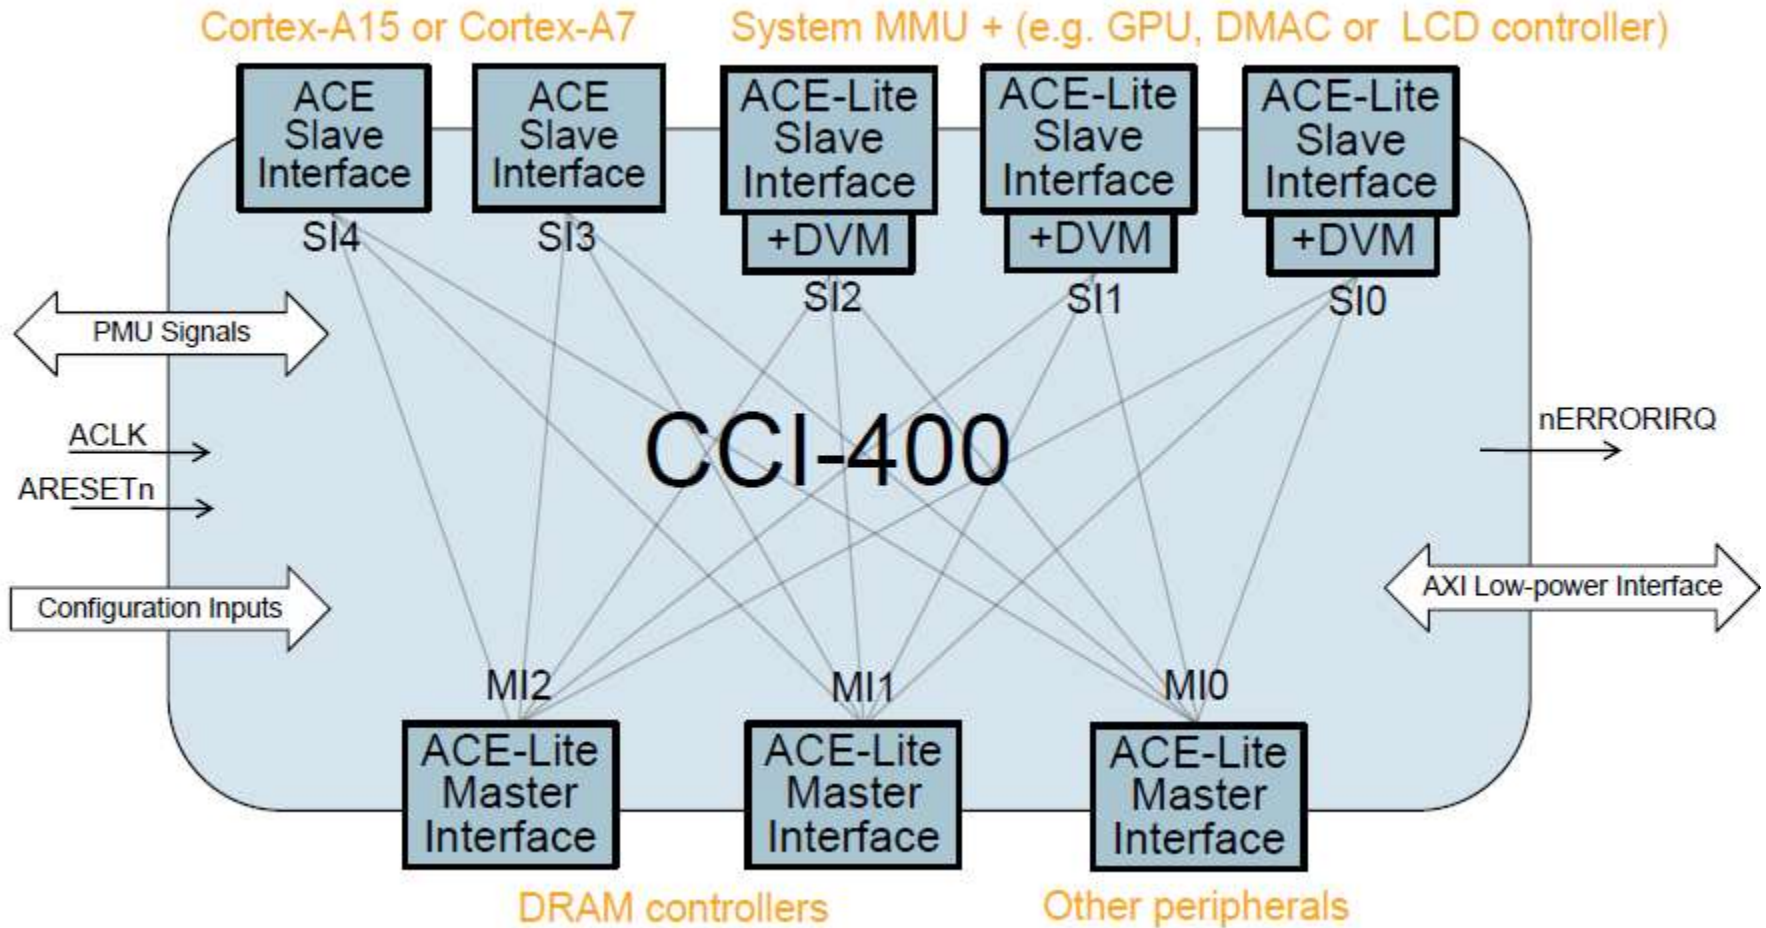 Cortex-A15 or Cortex-A7
System MMU + (e.g. GPU, DMAC or LCD controller)
ACE
Slave
Interface
ACE
Slave
Interface
ACE-Lite
Slave
Interface
+DVM
ACE-Lite
Slave
Interface
+DVM
ACE-Lite
Slave
Interface
+DVM
SI4
SI3
SI2
SI1
SI0
PMU Signals
ACLK
ARESETn
Configuration Inputs
CCI-400
nERRORIRQ
AXI Low-power Interface
MI2
MI1
MI0
ACE-Lite
Master
Interface
ACE-Lite
Master
Interface
ACE-Lite
Master
Interface
DRAM controllers
Other peripherals